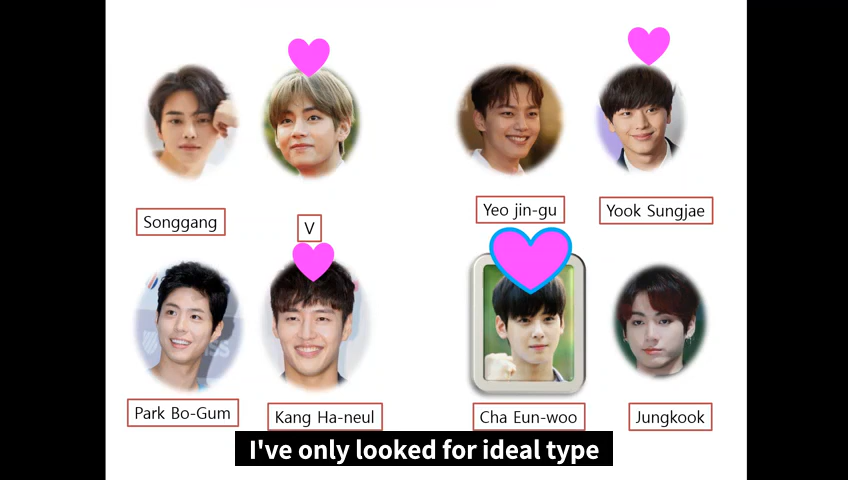 Songgang
V
Yeo jin-gu
Yook Sungjae
Park Bo-Gum
Kang Ha-neul
Cha Eun-woo
Jungkook
I've only looked for ideal type